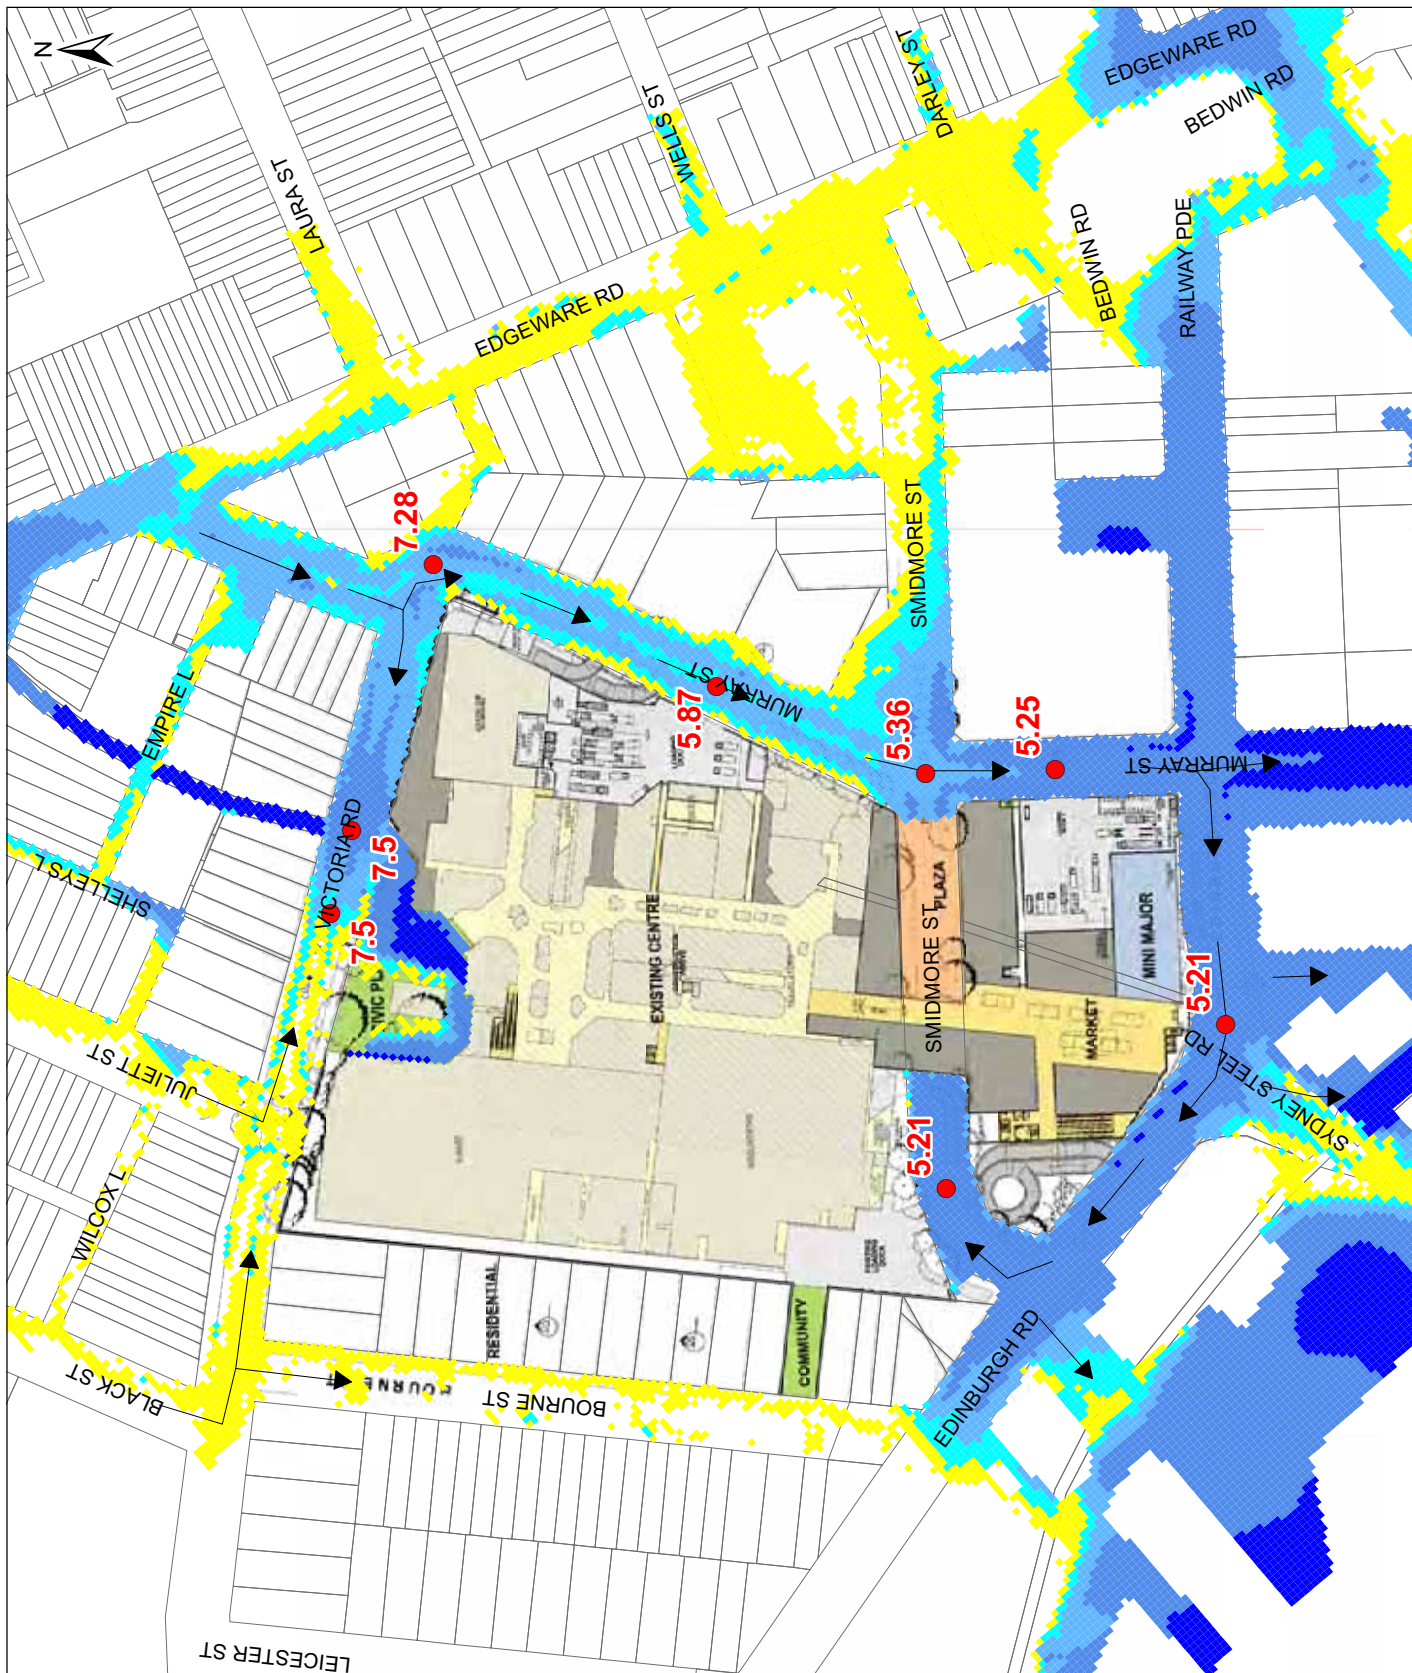 N
EDGEWARE RD
BEDWIN RD
DARLEY ST
WELLS ST
LAURA ST
BEDWIN RD
RAILWAY PDE
EDGEWARE RD
7.28
SMIDMORE ST
EMPIRE L
MURRAY ST
5.87
5.36
5.25
MURRAY ST
VICTORIA RD
7.5
7.5
SHELLEYS L
PLAZA
SMIDMORE ST
MINI MAJOR
EXISTING CENTRE
MARKET
5.21
SYDNEY STEEL RD
JULIETT ST
5.21
WILCOX L
RESIDENTIAL
COMMUNITY
EDINBURGH RD
BLACK ST
BOURNE ST
LEICESTER ST